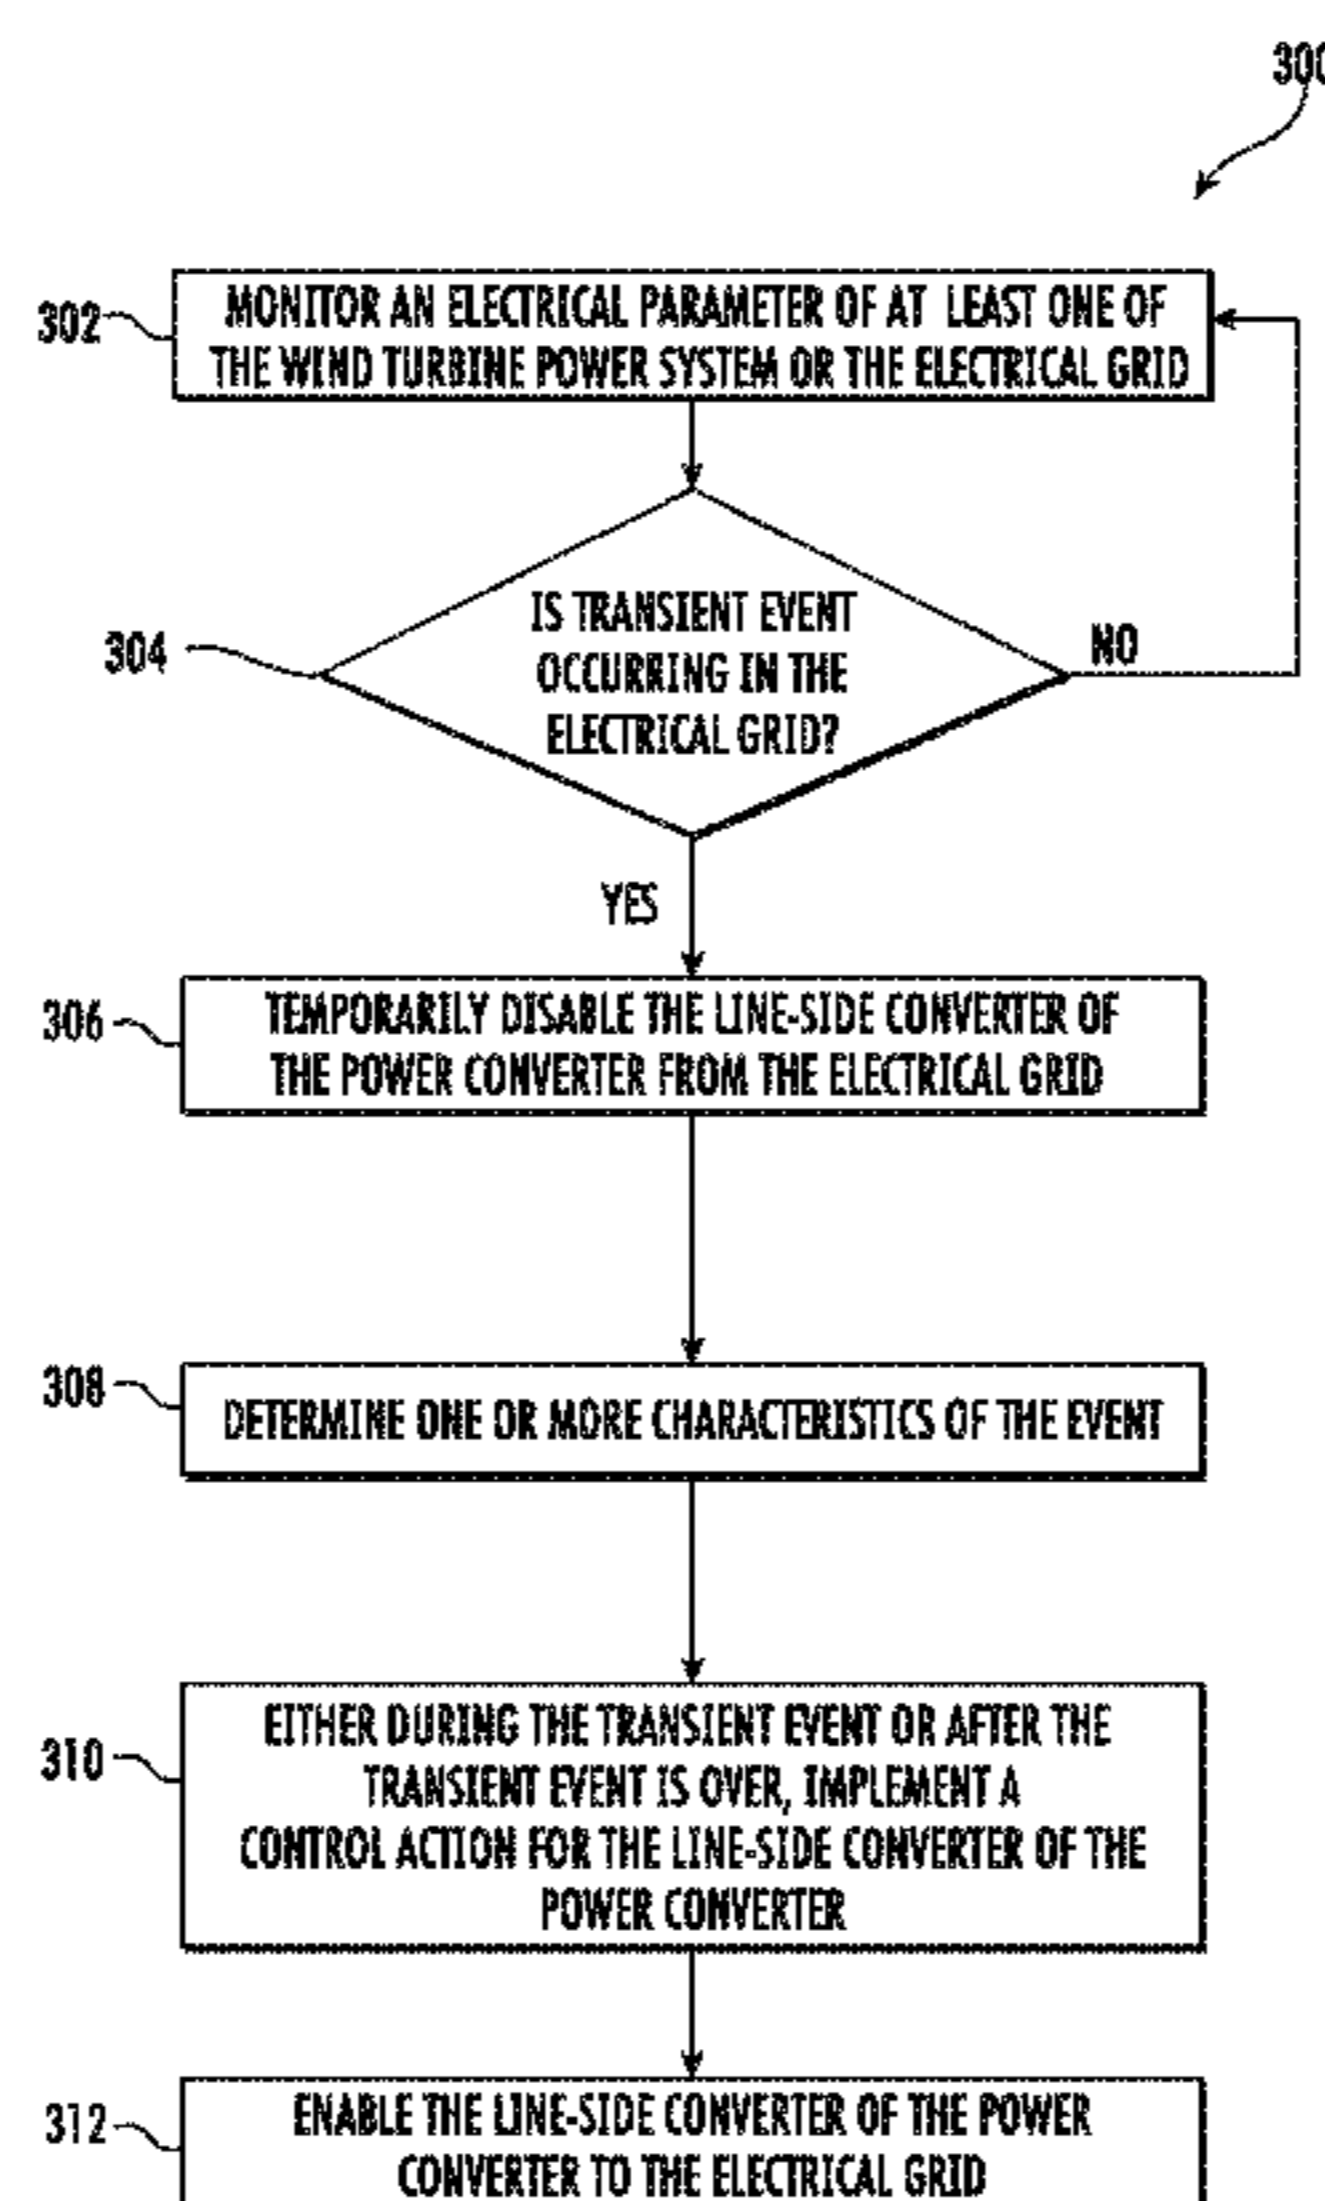 300
302
MONITOR AN ELECTRICAL PARAMETER OF AT LEAST ONE OF
THE WIND TURBINE POWER SYSTEM OR THE ELECTRICAL GRID
304
IS TRANSIENT EVENT
OCCURRING IN THE
ELECTRICAL GRID?
NO
YES
306
TEMPORARILY DISABLE THE LINE-SIDE CONVERTER OF
THE POWER CONVERTER FROM THE ELECTRICAL GRID
308
DETERMINE ONE OR MORE CHARACTERISTICS OF THE EVENT
310
EITHER DURING THE TRANSIENT EVENT OR AFTER THE
TRANSIENT EVENT IS OVER, IMPLEMENT A
CONTROL ACTION FOR THE LINE-SIDE CONVERTER OF THE
POWER CONVERTER
312
ENABLE THE LINE-SIDE CONVERTER OF THE POWER
CONVERTER TO THE ELECTRICAL GRID